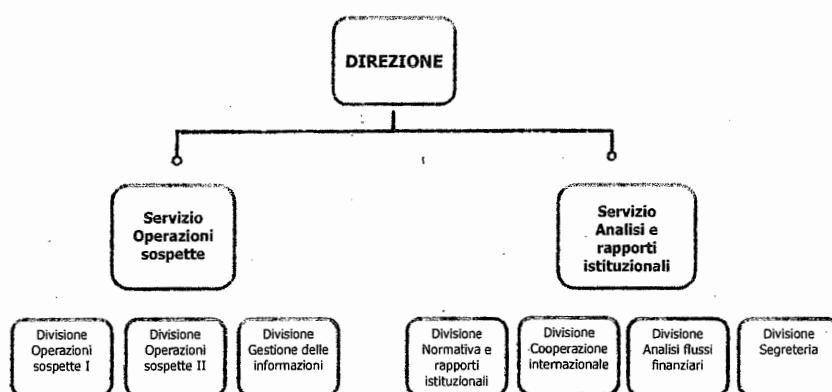 DIREZIONE
Servizio
Operazioni
sospette
Servizio
Analisi e
rapporti
istituzionali
Divisione
Operazioni
sospette I
Divisione
Operazioni
sospette II
Divisione
Gestione delle
informazioni
Divisione
Normativa e
rapporti
istituzionali
Divisione
Cooperazione
internazionale
Divisione
Analisi flussi
finanziari
Divisione
Segreteria